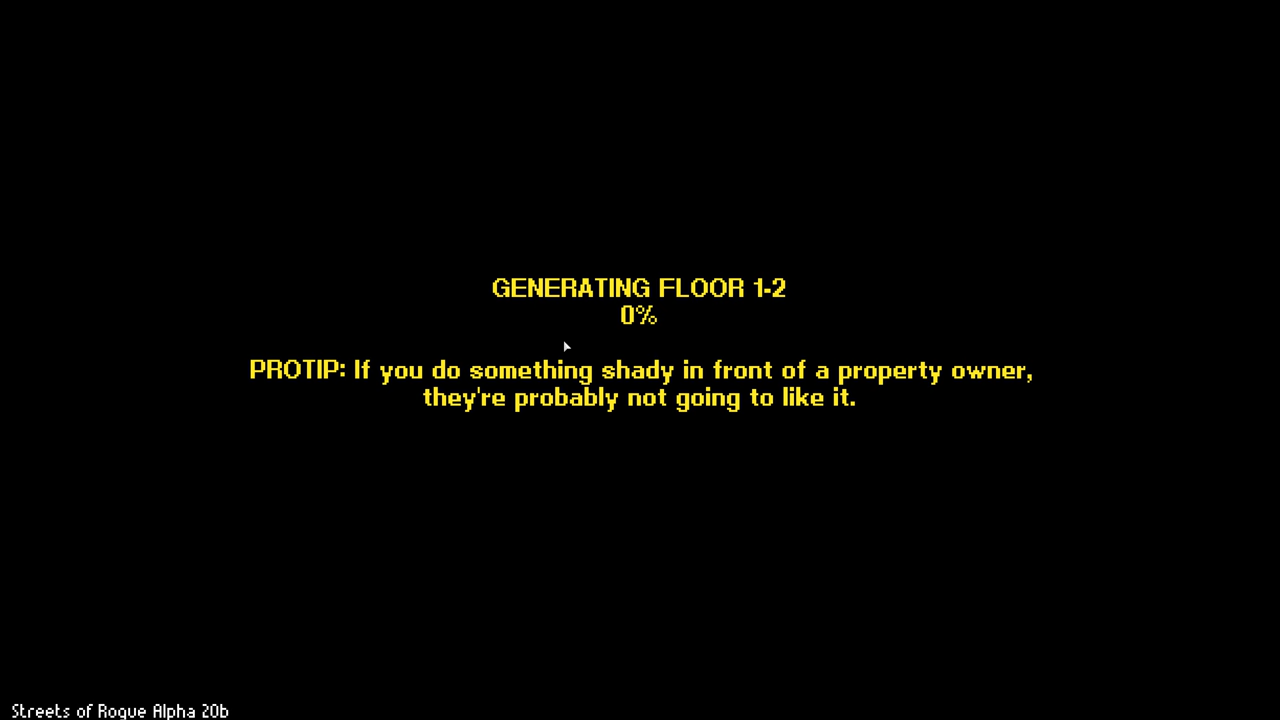 GENERATING FLOOR 1-2
0%
PROTIP: If you do something shady in front of a property owner,
they're probably not going to like it.
Streets of Rogue Alpha 20b